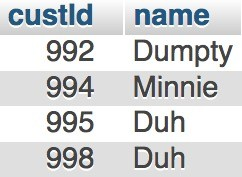 custId name
992 Dumpty
994 Minnie
995 Duh
998 Duh